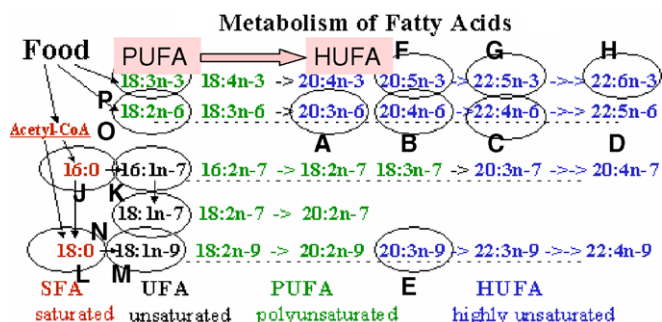 Metabolism of Fatty Acids
Food PUFA HUFA F G H
18:3n-3 18:4n-3 -> 20:4n-3 20:5n-3 -> 22:5n-3 ->-> 22:6n-3
P 18:2n-6 18:3n-6 -> 20:3n-6 20:4n-6 -> 22:4n-6 ->-> 22:5n-6
Acetyl-CoA O A B C D
16:0 16:1n-7 16:2n-7 -> 18:2n-7 18:3n-7 -> 20:3n-7 ->-> 20:4n-7
J K
18:1n-7 18:2n-7 -> 20:2n-7
N
18:0 18:1n-9 18:2n-9 -> 20:2n-9 20:3n-9 -> 22:3n-9 ->-> 22:4n-9
L M E
SFA UFA PUFA HUFA
saturated unsaturated polyunsaturated highly unsaturated